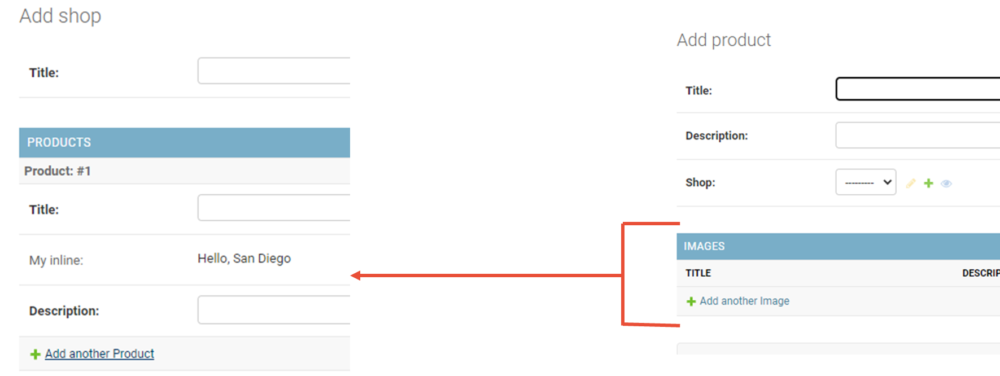 Add shop
Title:
PRODUCTS
Product: #1
Title:
My inline: Hello, San Diego
Description:
Add another Product
Add product
Title:
Description:
Shop: ---------
IMAGES
TITLE DESCRIP
Add another Image